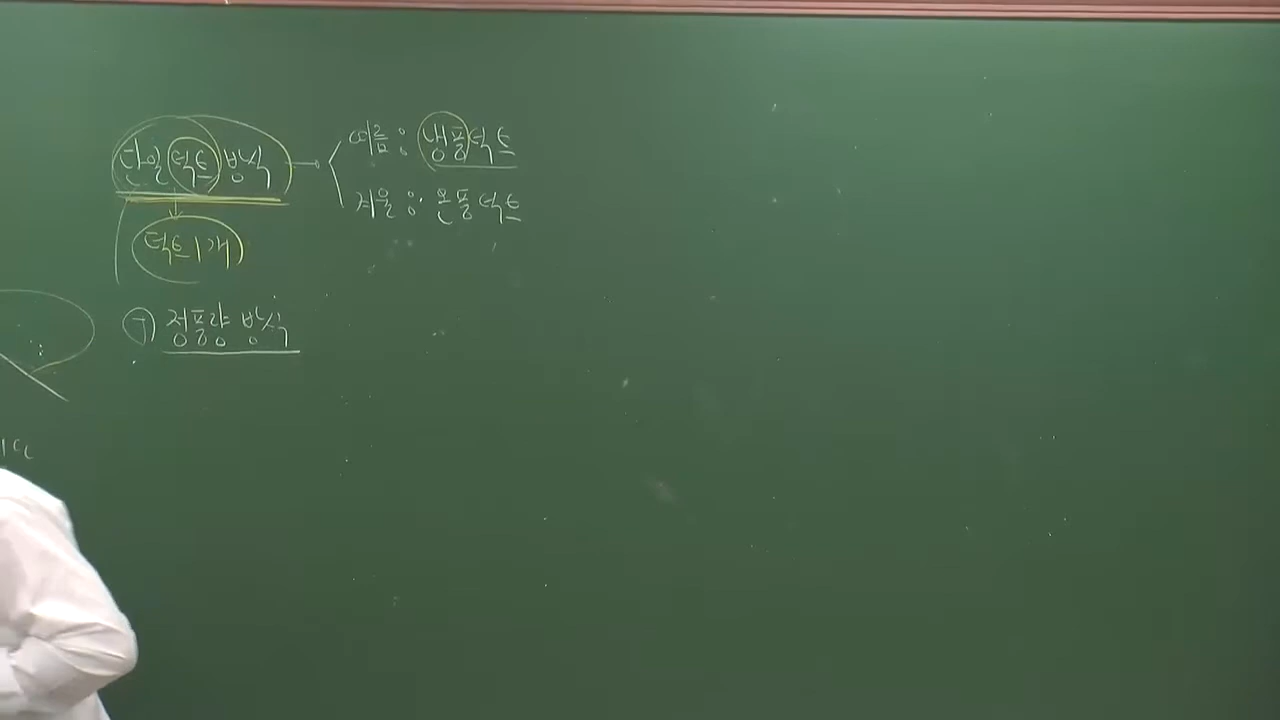 단일덕트방식 → 여름 : 냉풍덕트
겨울 : 온풍덕트
덕트1개
㉠ 정풍량 방식